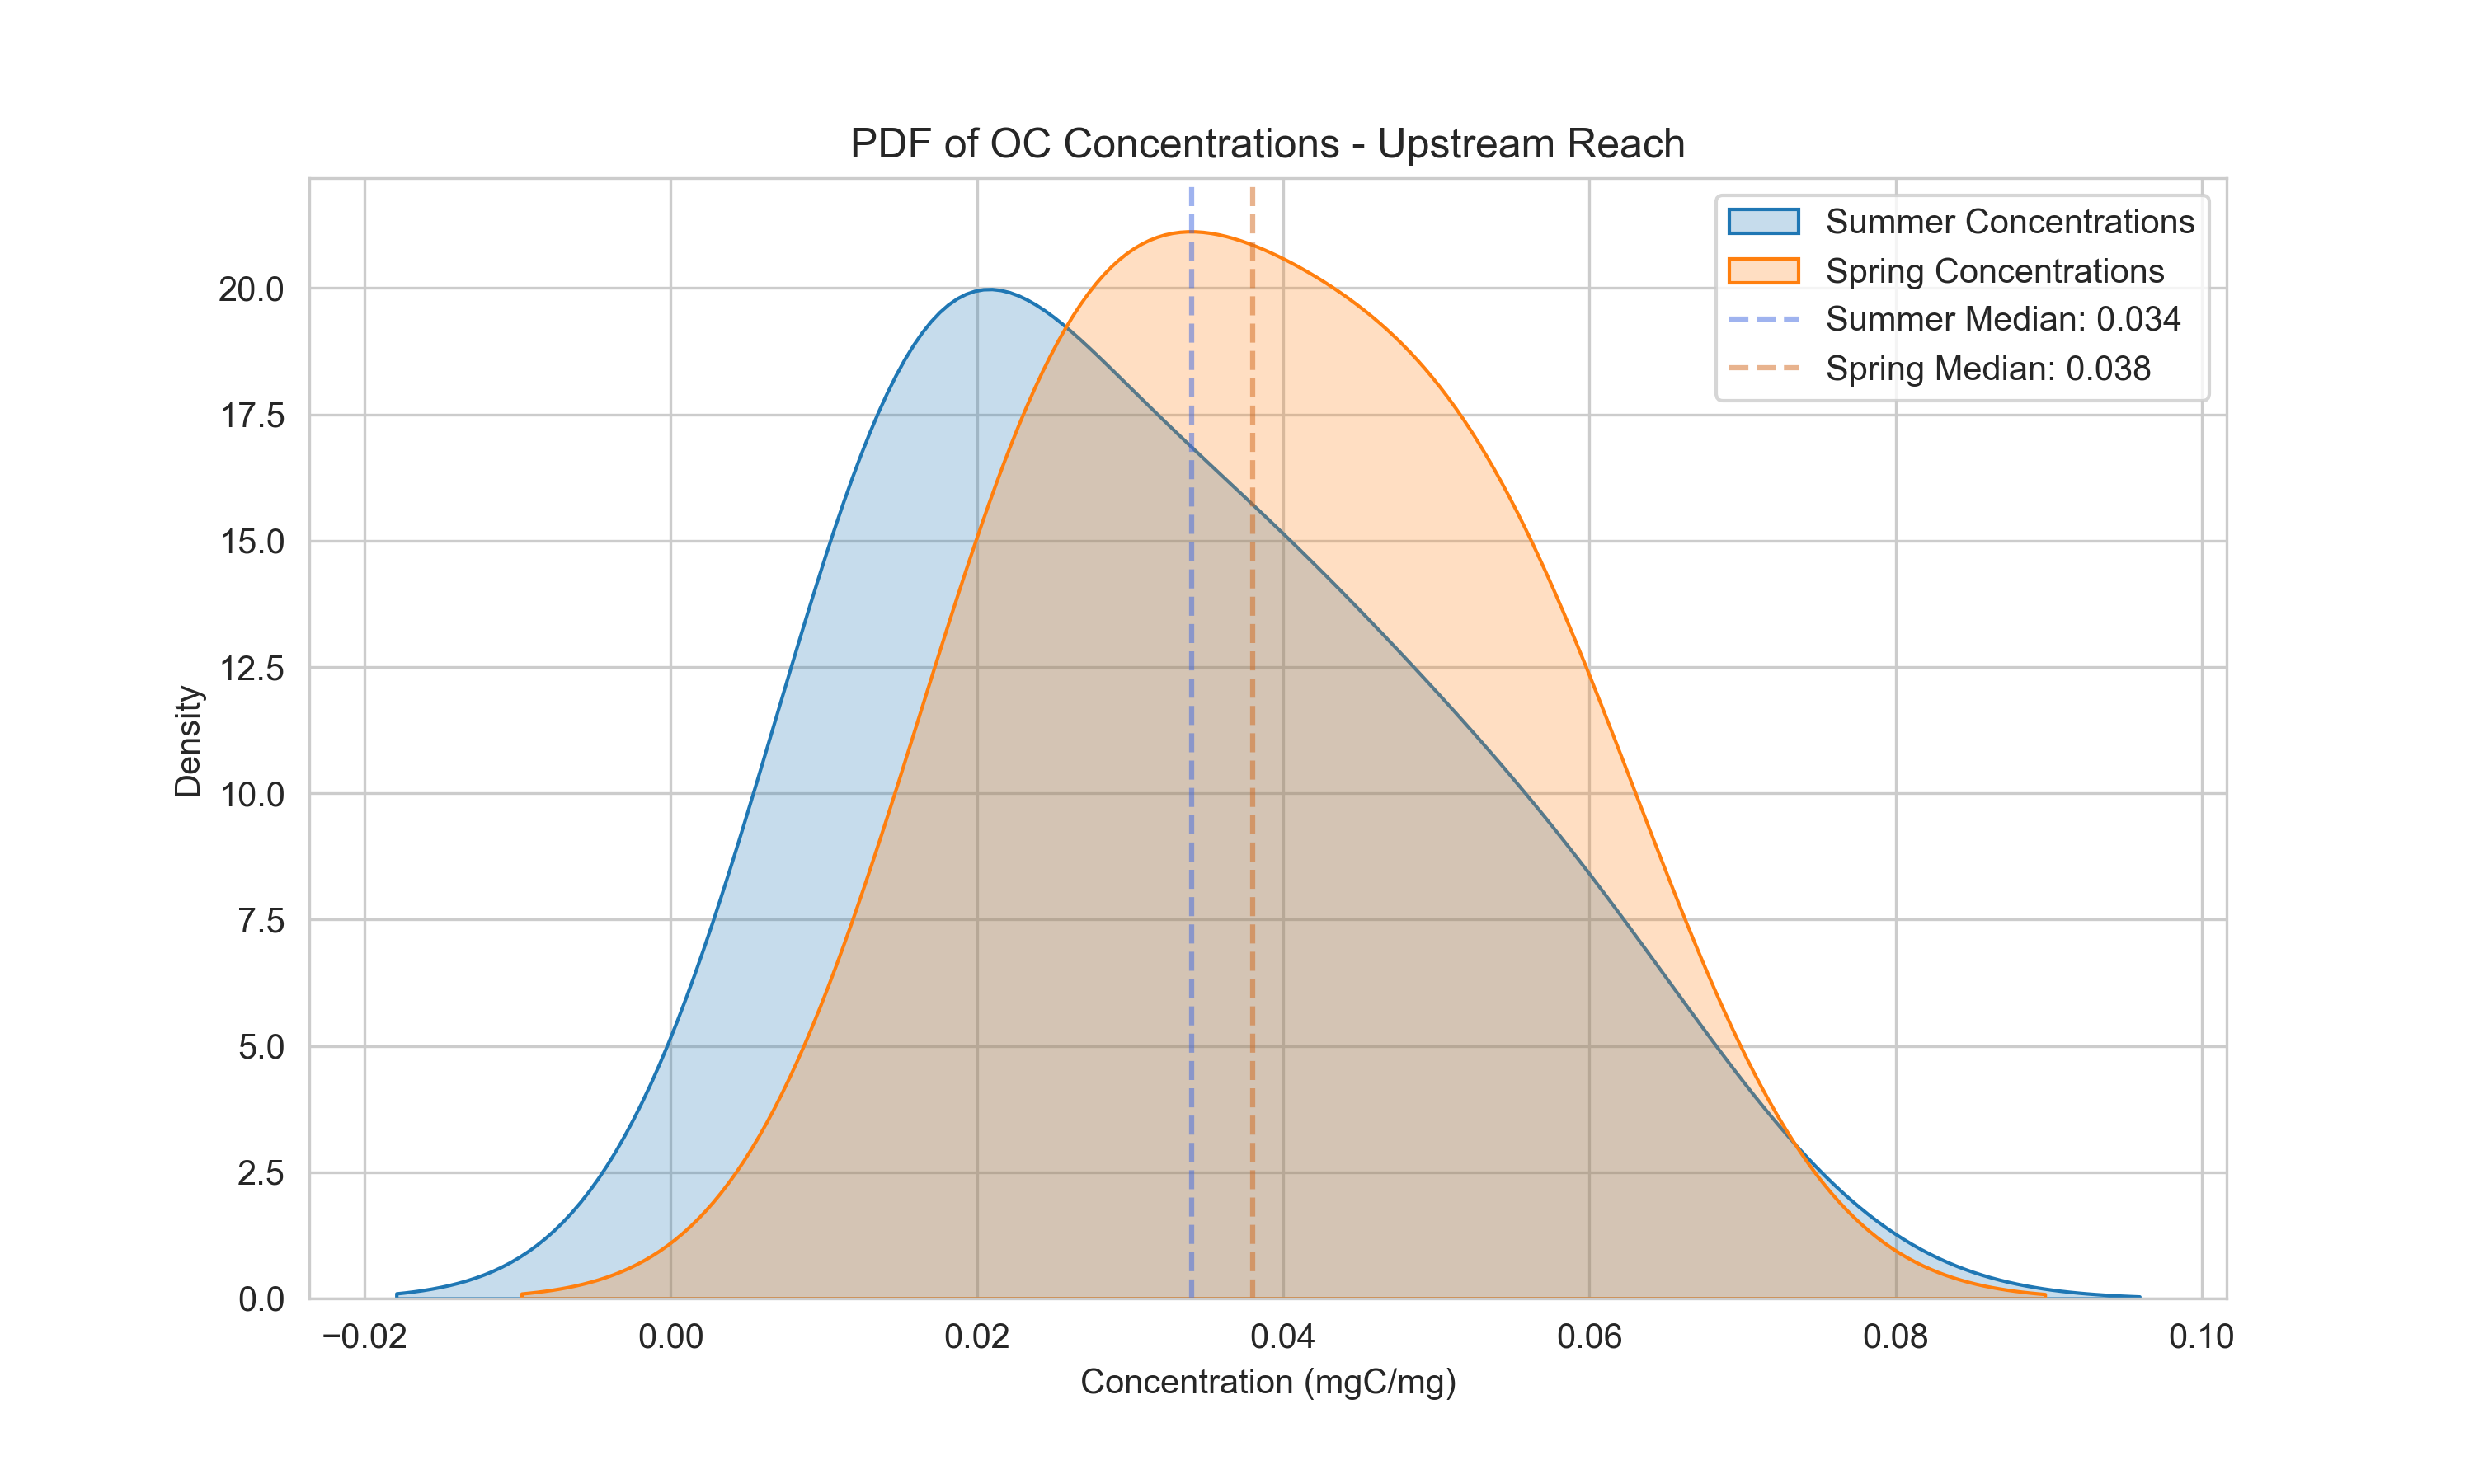 PDF of OC Concentrations - Upstream Reach
Summer Concentrations
Spring Concentrations
Summer Median: 0.034
Spring Median: 0.038
Density
20.0
17.5
15.0
12.5
10.0
7.5
5.0
2.5
0.0
−0.02 0.00 0.02 0.04 0.06 0.08 0.10
Concentration (mgC/mg)